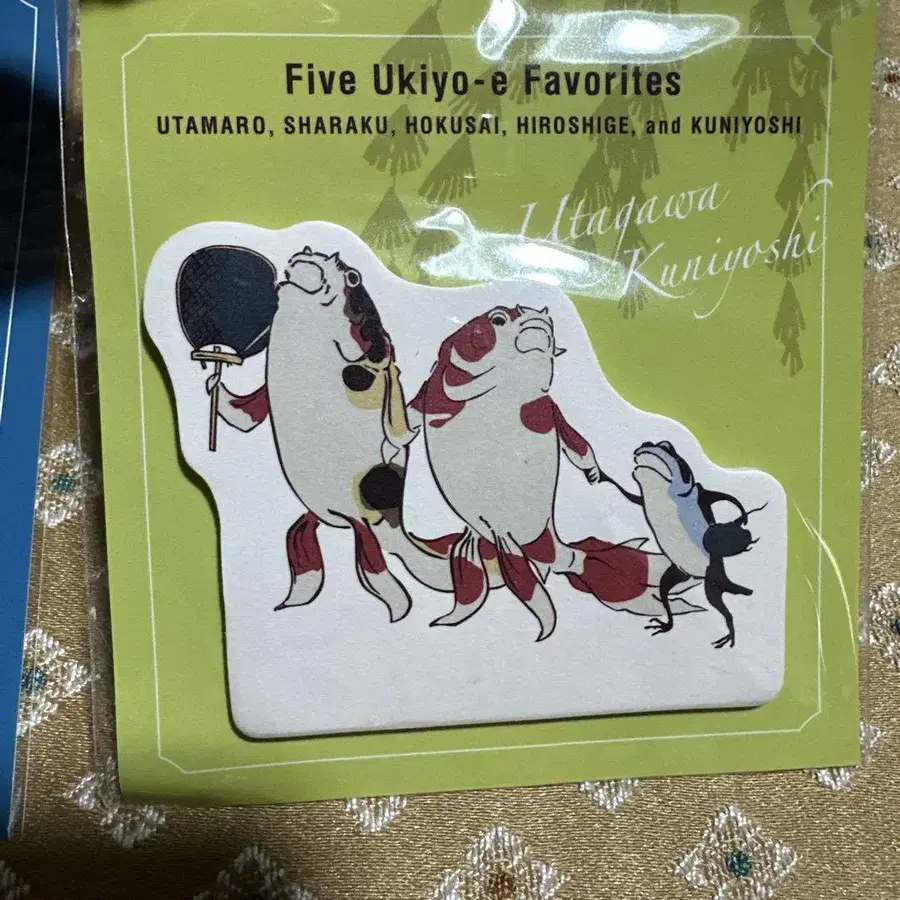 Five Ukiyo-e Favorites
UTAMARO, SHARAKU, HOKUSAI, HIROSHIGE, and KUNIYOSHI
Utagawa
Kuniyoshi